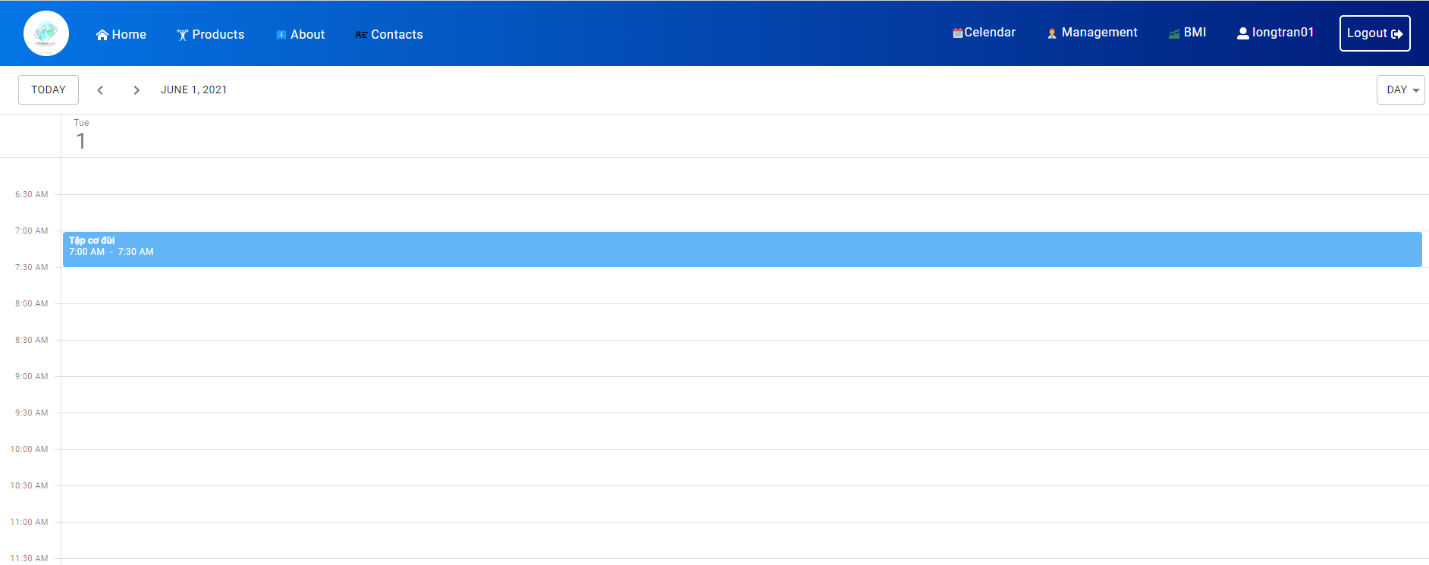 Home Products About Contacts Celendar Management BMI longtran01 Logout
TODAY JUNE 1, 2021 DAY
Tue
1
6:30 AM
7:00 AM
Tập cơ đùi
7:00 AM - 7:30 AM
7:30 AM
8:00 AM
8:30 AM
9:00 AM
9:30 AM
10:00 AM
10:30 AM
11:00 AM
11:30 AM